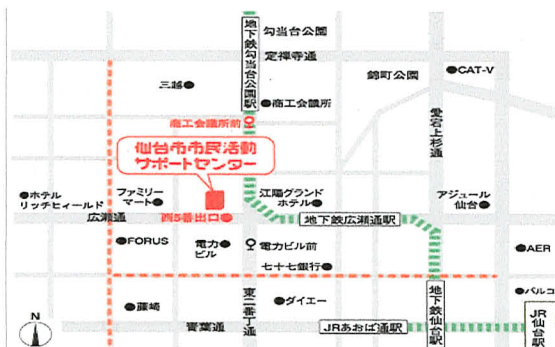 勾当台公園
定禅寺通
地下鉄勾当台公園駅
錦町公園
CAT-V
三越
商工会議所
商工会議所前
愛宕上杉通
仙台市市民活動
サポートセンター
ホテル
リッチフィールド
ファミリー
マート
江陽グランド
ホテル
アジュール
仙台
広瀬通
西5番出口
地下鉄広瀬通駅
FORUS
電力
ビル
電力ビル前
AER
七十七銀行
パルコ
藤崎
東二番丁通
ダイエー
地下鉄仙台駅
JR仙台駅
N
青葉通
JRあおば通駅